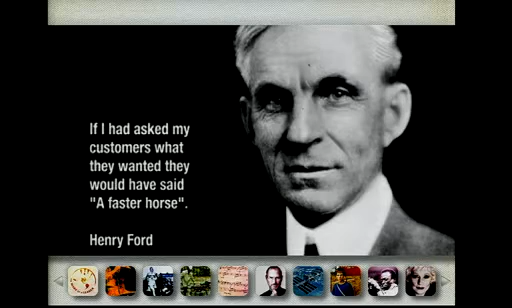 If I had asked my
customers what
they wanted they
would have said
"A faster horse".
Henry Ford